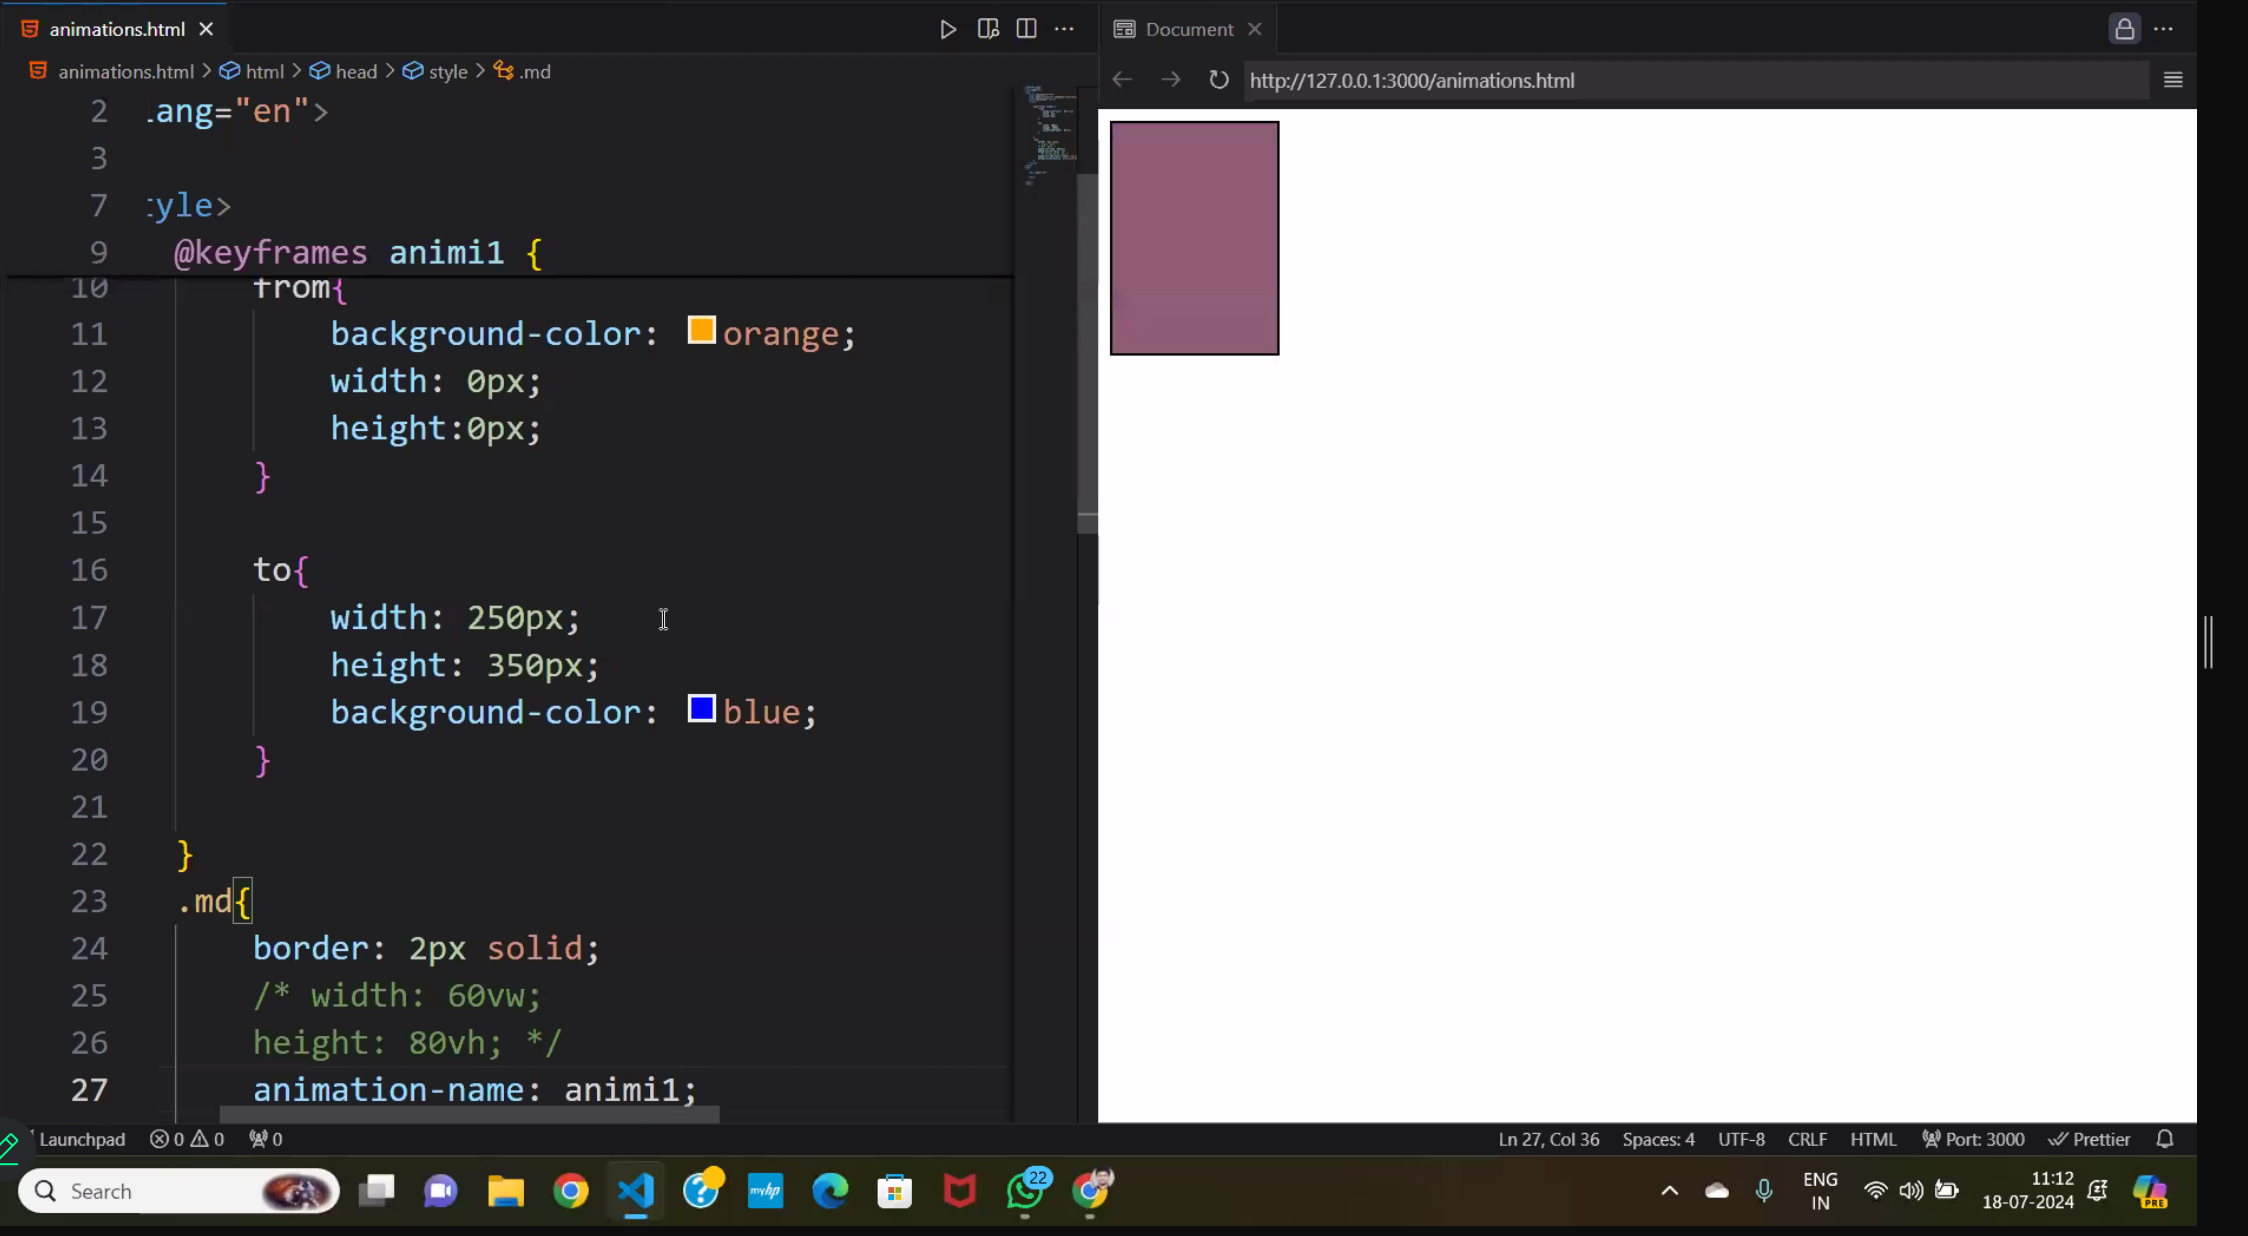 animations.html
Document
animations.html > html > head > style > .md
http://127.0.0.1:3000/animations.html
2 lang="en">
3
7 tyle>
9 @keyframes animi1 {
10 from{
11 background-color: orange;
12 width: 0px;
13 height:0px;
14 }
15
16 to{
17 width: 250px;
18 height: 350px;
19 background-color: blue;
20 }
21
22 }
23 .md{
24 border: 2px solid;
25 /* width: 60vw;
26 height: 80vh; */
27 animation-name: animi1;
Launchpad 0 0 0
Ln 27, Col 36 Spaces: 4 UTF-8 CRLF HTML Port: 3000 Prettier
Search
myhp
22
ENG
IN
11:12
18-07-2024
PRE